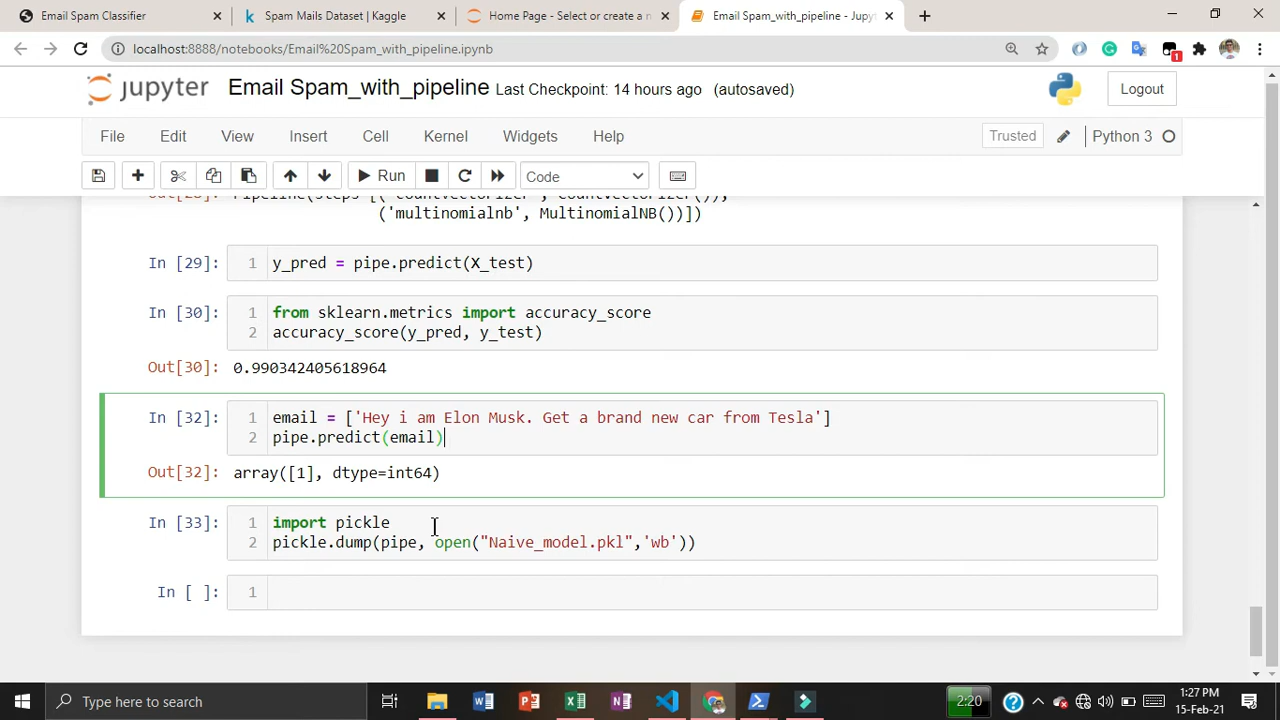 Email Spam Classifier
Spam Mails Dataset | Kaggle
Home Page - Select or create a n
Email Spam_with_pipeline - Jupyt
localhost:8888/notebooks/Email%20Spam_with_pipeline.ipynb
1
jupyter Email Spam_with_pipeline Last Checkpoint: 14 hours ago (autosaved)
Logout
File Edit View Insert Cell Kernel Widgets Help
Trusted
Python 3
Run
Code
('multinomialnb', MultinomialNB())])
In [29]: 1 y_pred = pipe.predict(X_test)
In [30]: 1 from sklearn.metrics import accuracy_score
2 accuracy_score(y_pred, y_test)
Out[30]: 0.990342405618964
In [32]: 1 email = ['Hey i am Elon Musk. Get a brand new car from Tesla']
2 pipe.predict(email)
Out[32]: array([1], dtype=int64)
In [33]: 1 import pickle
2 pickle.dump(pipe, open("Naive_model.pkl",'wb'))
In [ ]: 1
Type here to search
2:20
1:27 PM
15-Feb-21